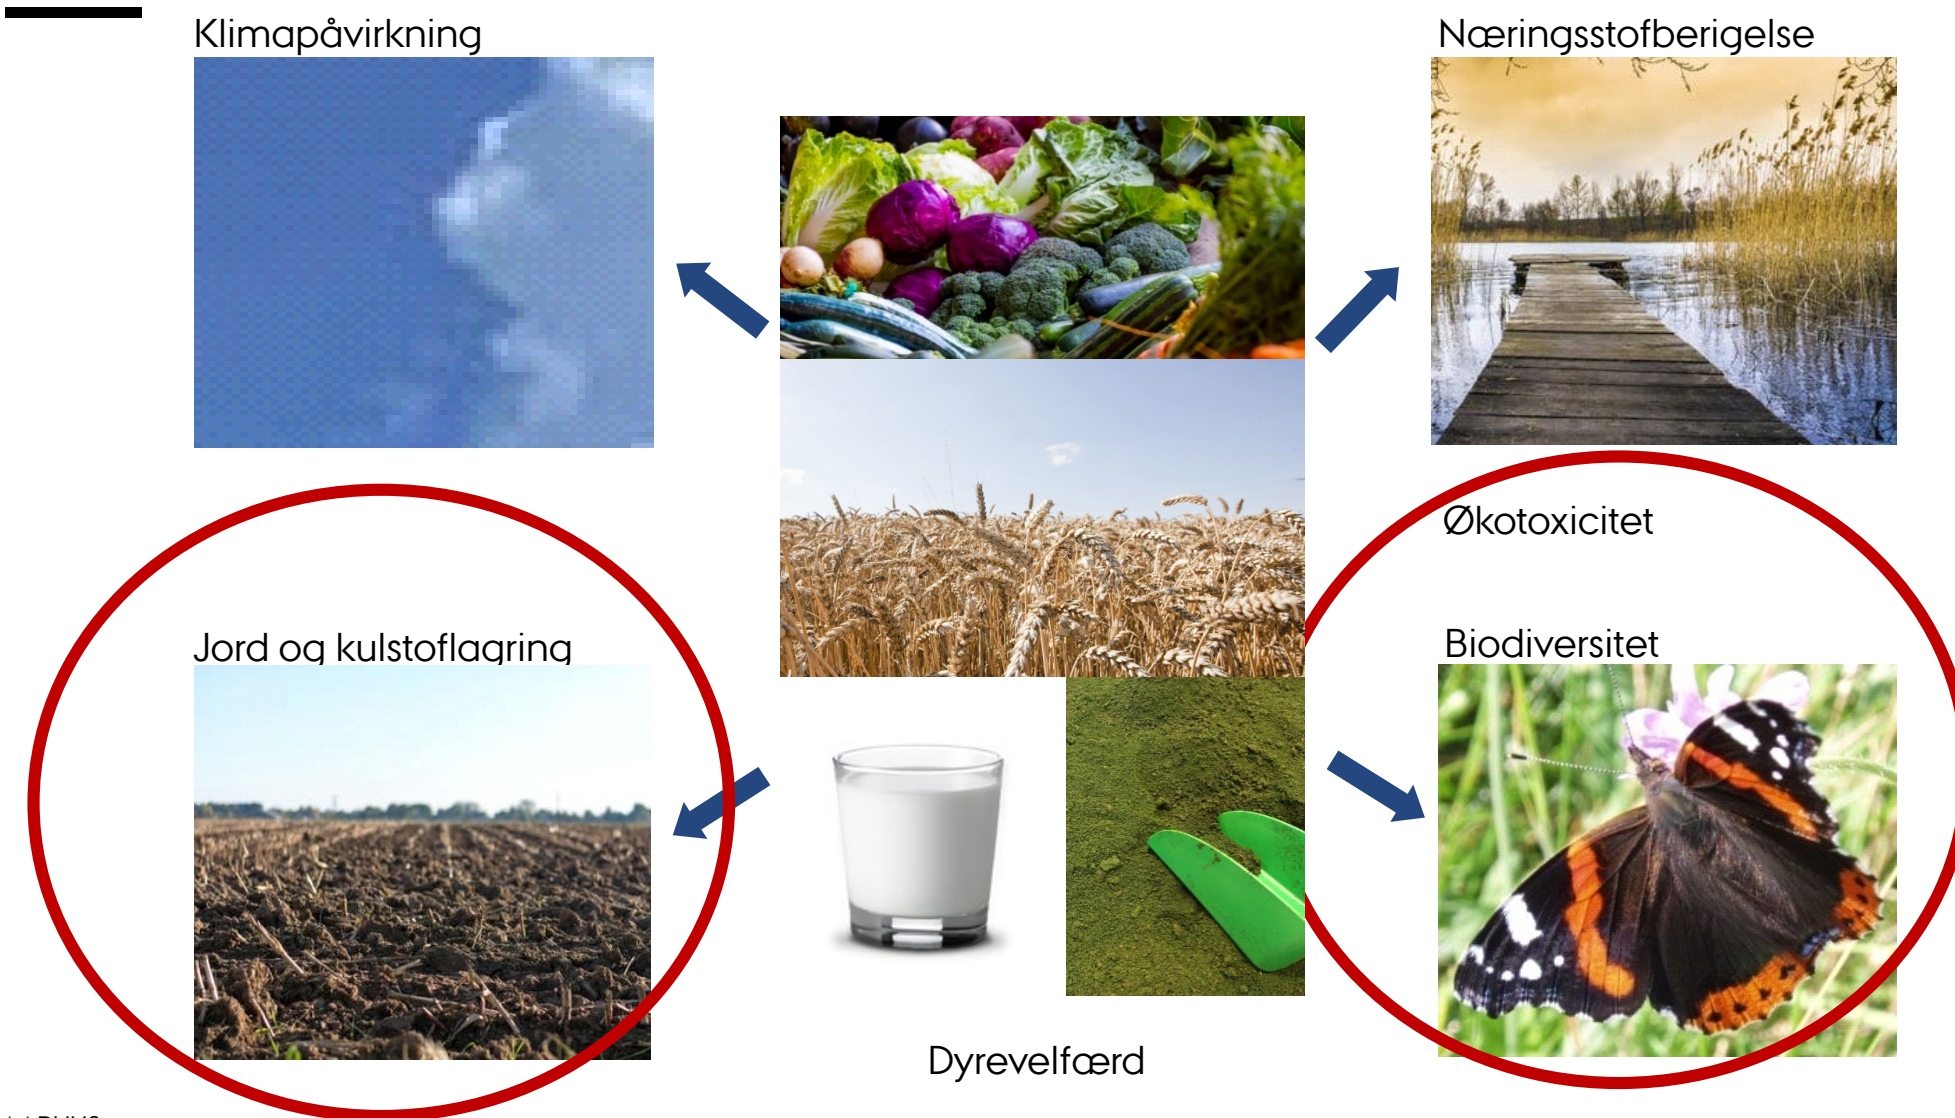 Klimapåvirkning
Næringsstofberigelse
Økotoxicitet
Jord og kulstoflagring
Biodiversitet
Dyrevelfærd